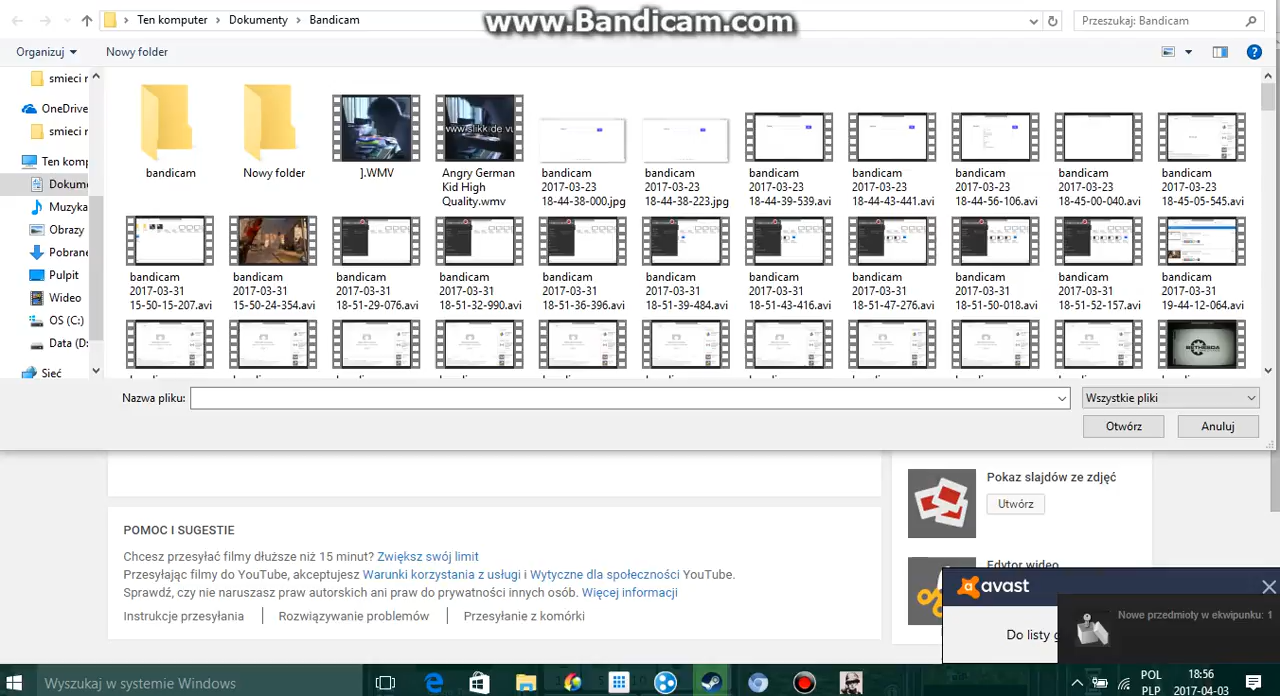 Ten komputer > Dokumenty > Bandicam
www.Bandicam.com
Przeszukaj: Bandicam
Organizuj
Nowy folder
smieci r
OneDrive
smieci r
Ten komp
Dokume
Muzyka
Obrazy
Pobrane
Pulpit
Wideo
OS (C:)
Data (D:
Sieć
bandicam
Nowy folder
].WMV
www.slikk.de.vu
Angry German
Kid High
Quality.wmv
bandicam
2017-03-23
18-44-38-000.jpg
bandicam
2017-03-23
18-44-38-223.jpg
bandicam
2017-03-23
18-44-39-539.avi
bandicam
2017-03-23
18-44-43-441.avi
bandicam
2017-03-23
18-44-56-106.avi
bandicam
2017-03-23
18-45-00-040.avi
bandicam
2017-03-23
18-45-05-545.avi
bandicam
2017-03-31
15-50-15-207.avi
bandicam
2017-03-31
15-50-24-354.avi
bandicam
2017-03-31
18-51-29-076.avi
bandicam
2017-03-31
18-51-32-990.avi
bandicam
2017-03-31
18-51-36-396.avi
bandicam
2017-03-31
18-51-39-484.avi
bandicam
2017-03-31
18-51-43-416.avi
bandicam
2017-03-31
18-51-47-276.avi
bandicam
2017-03-31
18-51-50-018.avi
bandicam
2017-03-31
18-52-157.avi
bandicam
2017-03-31
19-44-12-064.avi
BETHESDA
Nazwa pliku:
Wszystkie pliki
Otwórz
Anuluj
Pokaz slajdów ze zdjęć
Utwórz
POMOC I SUGESTIE
Chcesz przesyłać filmy dłuższe niż 15 minut? Zwiększ swój limit
Przesyłając filmy do YouTube, akceptujesz Warunki korzystania z usługi i Wytyczne dla społeczności YouTube.
Sprawdź, czy nie naruszasz praw autorskich ani praw do prywatności innych osób. Więcej informacji
Instrukcje przesyłania
Rozwiązywanie problemów
Przesyłanie z komórki
Edytor wideo
avast
Do listy g
Nowe przedmioty w ekwipunku: 1
Wyszukaj w systemie Windows
POL
PL
18:56
2017-04-03